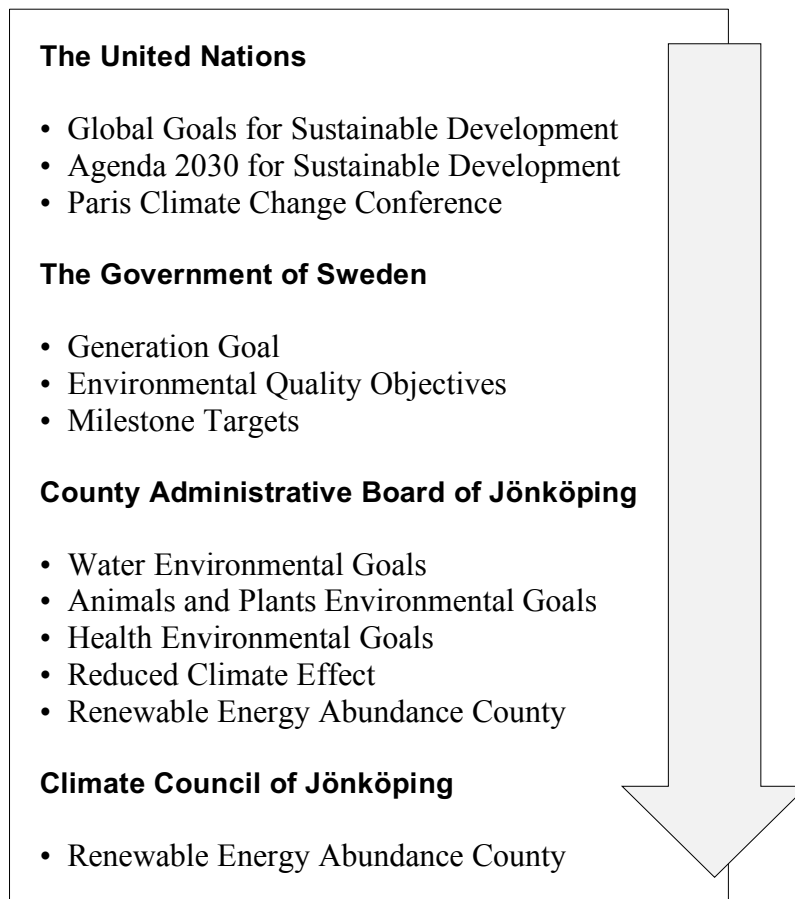 The United Nations
• Global Goals for Sustainable Development
• Agenda 2030 for Sustainable Development
• Paris Climate Change Conference
The Government of Sweden
• Generation Goal
• Environmental Quality Objectives
• Milestone Targets
County Administrative Board of Jönköping
• Water Environmental Goals
• Animals and Plants Environmental Goals
• Health Environmental Goals
• Reduced Climate Effect
• Renewable Energy Abundance County
Climate Council of Jönköping
• Renewable Energy Abundance County